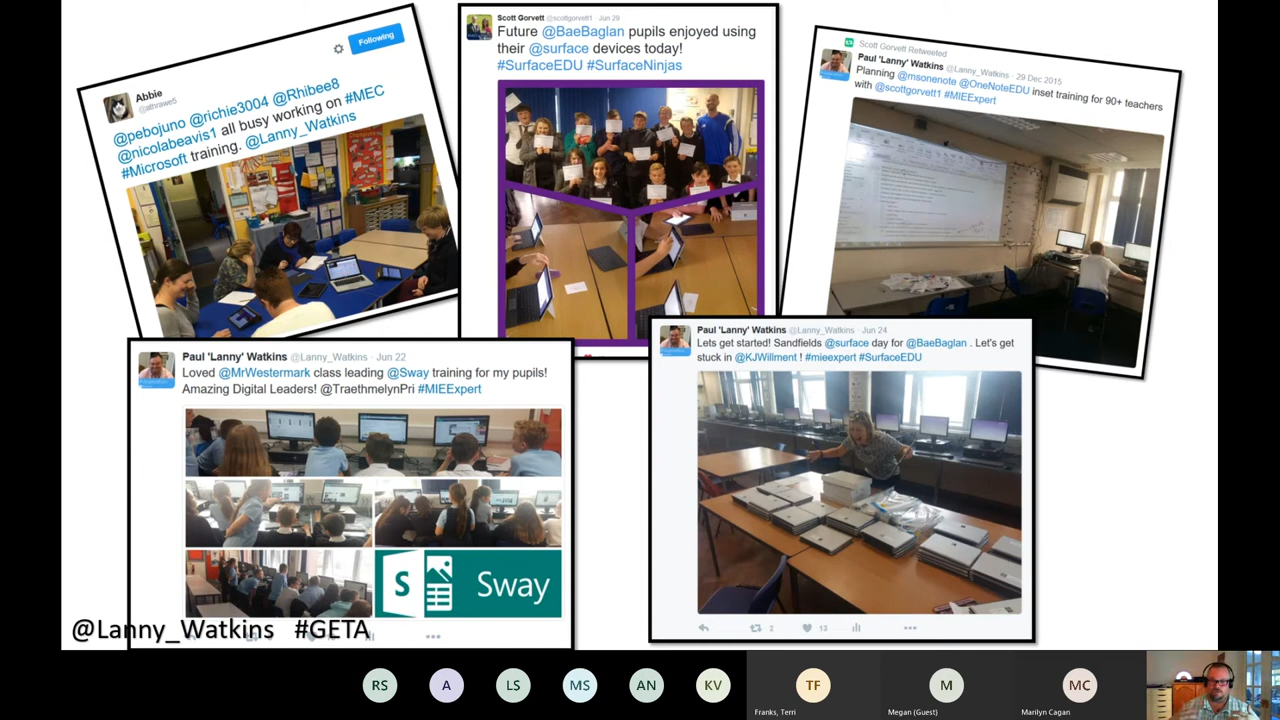 Following
Abbie
@athrawe5
@pebojuno @richie3004 @Rhibee8
@nicolabeavis1 all busy working on #MEC
#Microsoft training. @Lanny_Watkins
Scott Gorvett @scottgorvett1 · Jun 29
Future @BaeBaglan pupils enjoyed using
their @surface devices today!
#SurfaceEDU #SurfaceNinjas
Scott Gorvett Retweeted
Paul 'Lanny' Watkins @Lanny_Watkins · 29 Dec 2015
Planning @msonenote @OneNoteEDU inset training for 90+ teachers
with @scottgorvett1 #MIEExpert
Paul 'Lanny' Watkins @Lanny_Watkins · Jun 22
Loved @MrWestermark class leading @Sway training for my pupils!
Amazing Digital Leaders! @TraethmelynPri #MIEExpert
S
Sway
Paul 'Lanny' Watkins @Lanny_Watkins · Jun 24
Lets get started! Sandfields @surface day for @BaeBaglan . Let's get
stuck in @KJWillment ! #mieexpert #SurfaceEDU
2 13
@Lanny_Watkins #GETA
RS A LS MS AN KV TF M MC
Franks, Terri Megan (Guest) Marilyn Cagan